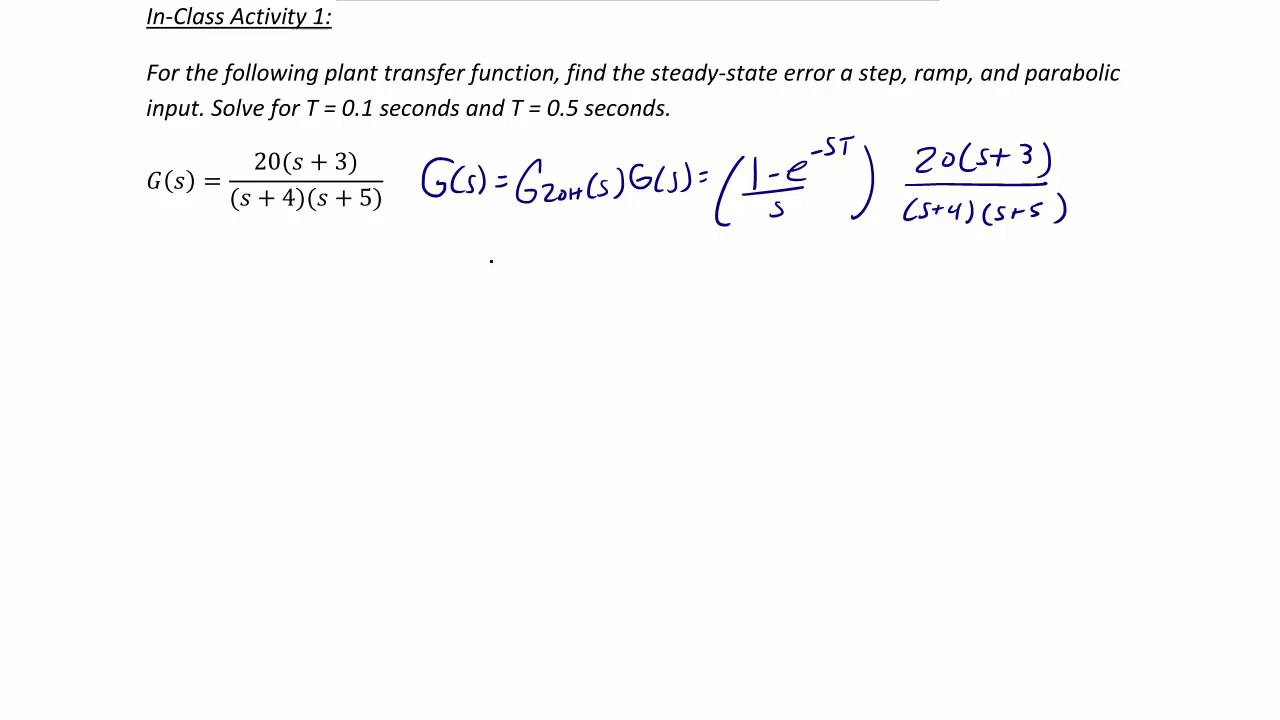 In-Class Activity 1:
For the following plant transfer function, find the steady-state error a step, ramp, and parabolic
input. Solve for T = 0.1 seconds and T = 0.5 seconds.
G(s) = 20(s + 3) / (s + 4)(s + 5)
G(s) = G_ZOH(s) G(s) = ( 1 - e^-sT / s ) 20(s+3) / (s+4)(s+5)